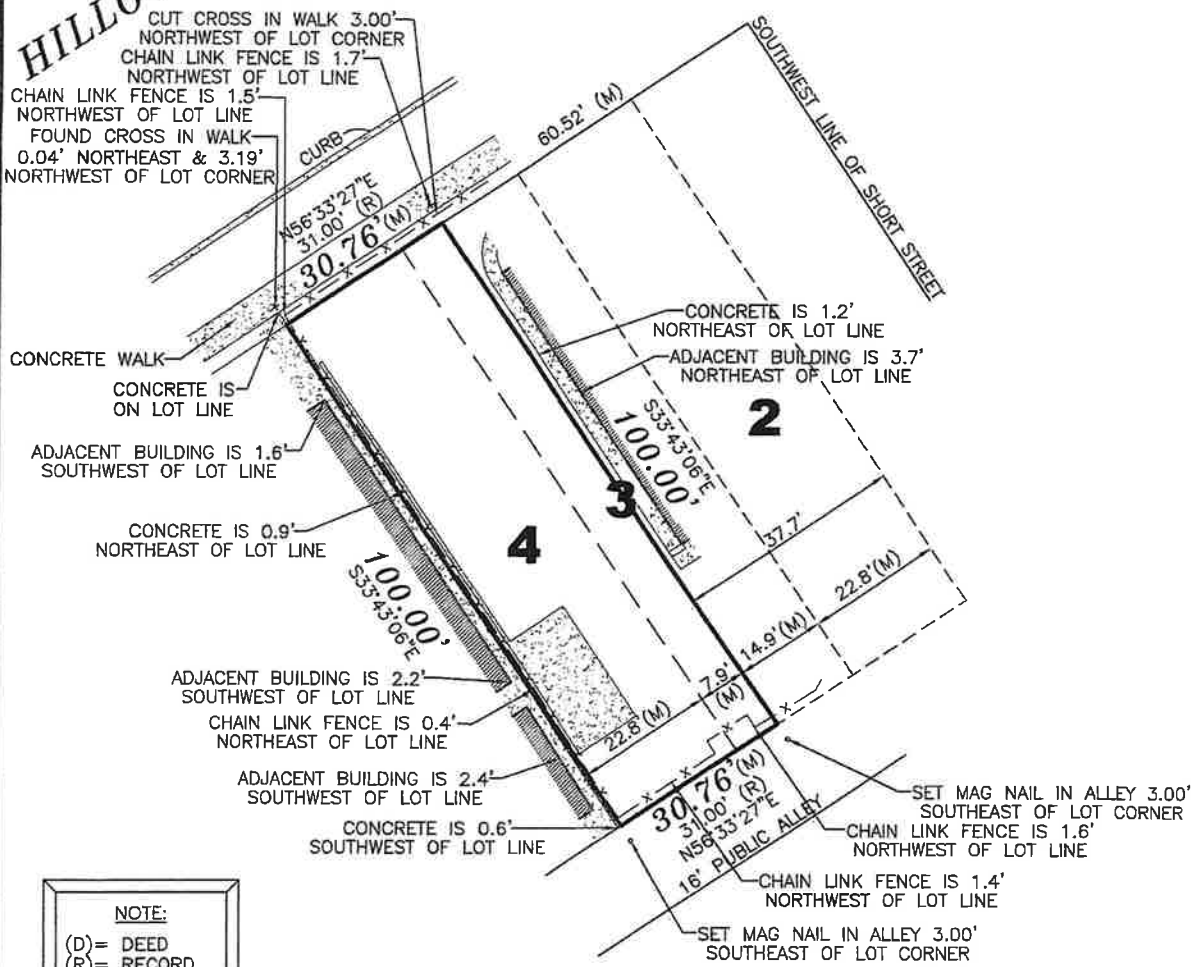 CUT CROSS IN WALK 3.00'
NORTHWEST OF LOT CORNER
CHAIN LINK FENCE IS 1.7'
NORTHWEST OF LOT LINE
CHAIN LINK FENCE IS 1.5'
NORTHWEST OF LOT LINE
FOUND CROSS IN WALK
0.04' NORTHEAST & 3.19'
NORTHWEST OF LOT CORNER
CURB
60.52' (M)
SOUTHWEST LINE OF SHORT STREET
N56°33'27"E
31.00' (R)
30.76'(M)
CONCRETE WALK
CONCRETE IS
ON LOT LINE
CONCRETE IS 1.2'
NORTHEAST OF LOT LINE
ADJACENT BUILDING IS 3.7'
NORTHEAST OF LOT LINE
2
S33°43'06"E
100.00'
3
ADJACENT BUILDING IS 1.6'
SOUTHWEST OF LOT LINE
CONCRETE IS 0.9'
NORTHEAST OF LOT LINE
4
100.00'
S33°43'06"E
37.7'
22.8'(M)
14.9'(M)
7.9'
(M)
22.8'(M)
ADJACENT BUILDING IS 2.2'
SOUTHWEST OF LOT LINE
CHAIN LINK FENCE IS 0.4'
NORTHEAST OF LOT LINE
ADJACENT BUILDING IS 2.4'
SOUTHWEST OF LOT LINE
CONCRETE IS 0.6'
SOUTHWEST OF LOT LINE
30.76'(M)
31.00' (R)
N56°33'27"E
16' PUBLIC ALLEY
SET MAG NAIL IN ALLEY 3.00'
SOUTHEAST OF LOT CORNER
CHAIN LINK FENCE IS 1.6'
NORTHWEST OF LOT LINE
CHAIN LINK FENCE IS 1.4'
NORTHWEST OF LOT LINE
SET MAG NAIL IN ALLEY 3.00'
SOUTHEAST OF LOT CORNER
NOTE:
(D)= DEED
(R)= RECORD